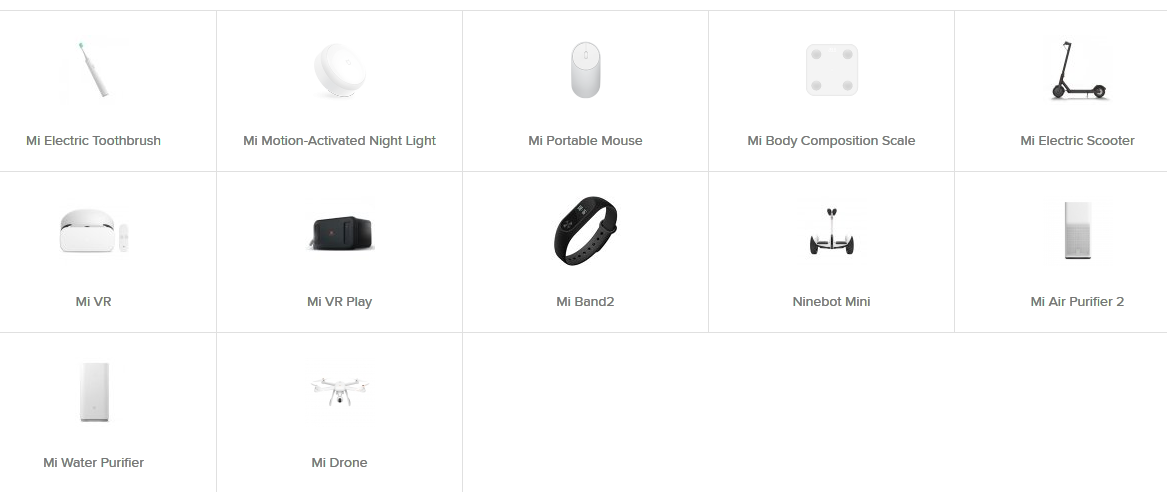 Mi Electric Toothbrush
Mi Motion-Activated Night Light
Mi Portable Mouse
Mi Body Composition Scale
Mi Electric Scooter
Mi VR
Mi VR Play
Mi Band2
Ninebot Mini
Mi Air Purifier 2
Mi Water Purifier
Mi Drone